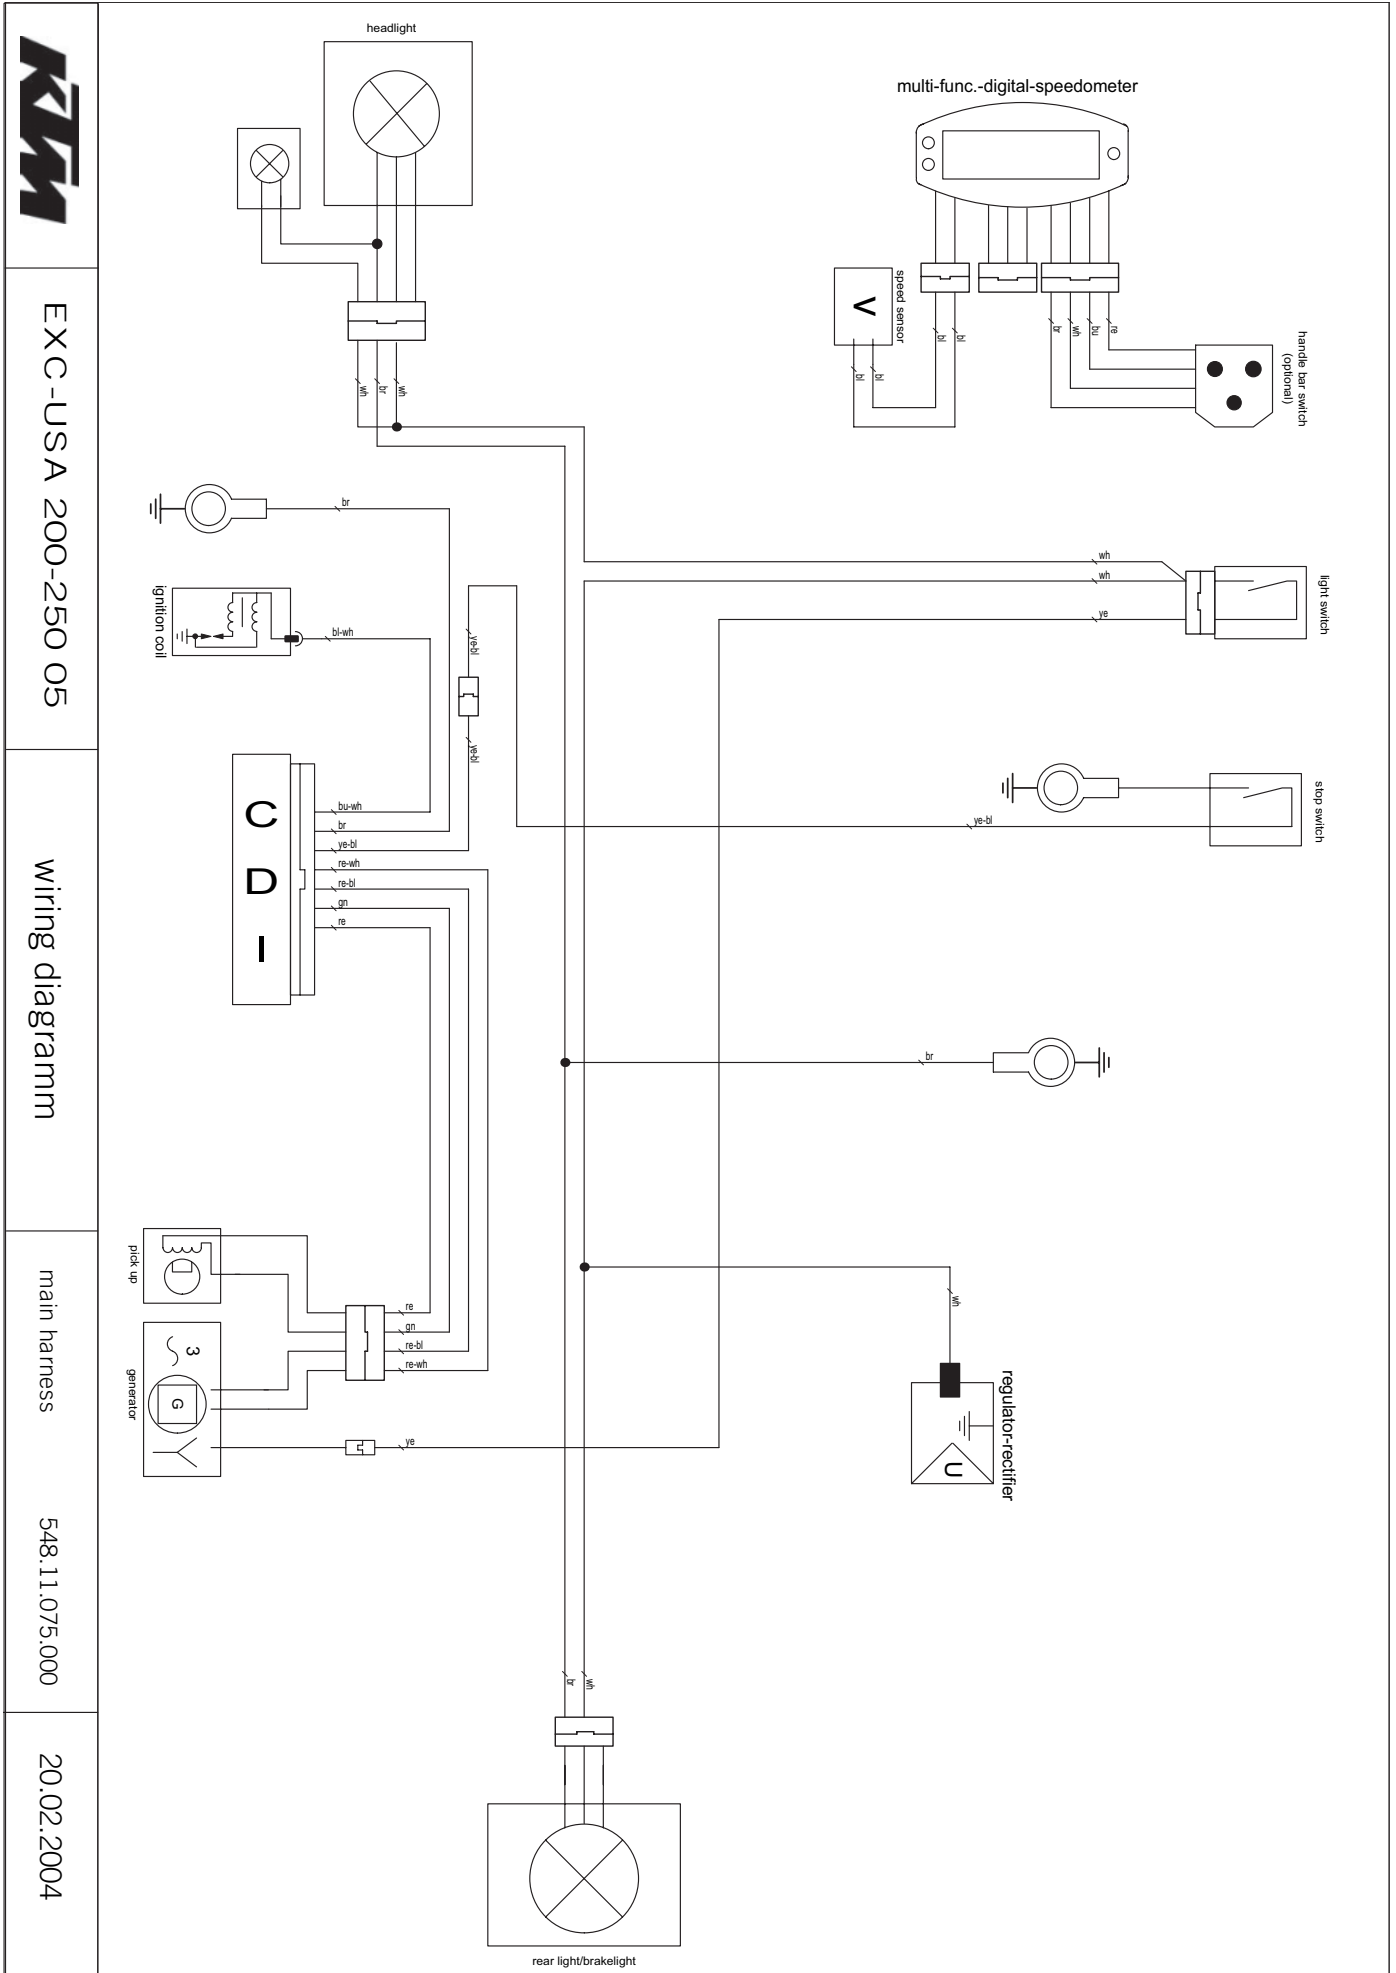 headlight
multi-func.-digital-speedometer
KTM
speed sensor
V
bl
bl
bl
bl
br
wh
bu
re
handle bar switch
(optional)
wh
br
wh
EXC-USA 200-250 05
br
wh
wh
ye
light switch
ignition coil
bl-wh
ye-bl
ye-bl
stop switch
ye-bl
C
D
I
bu-wh
br
ye-bl
re-wh
re-bl
gn
re
wiring diagramm
br
pick up
re
gn
re-bl
re-wh
wh
main harness
3
G
generator
ye
regulator-rectifier
U
548.11.075.000
br
wh
20.02.2004
rear light/brakelight